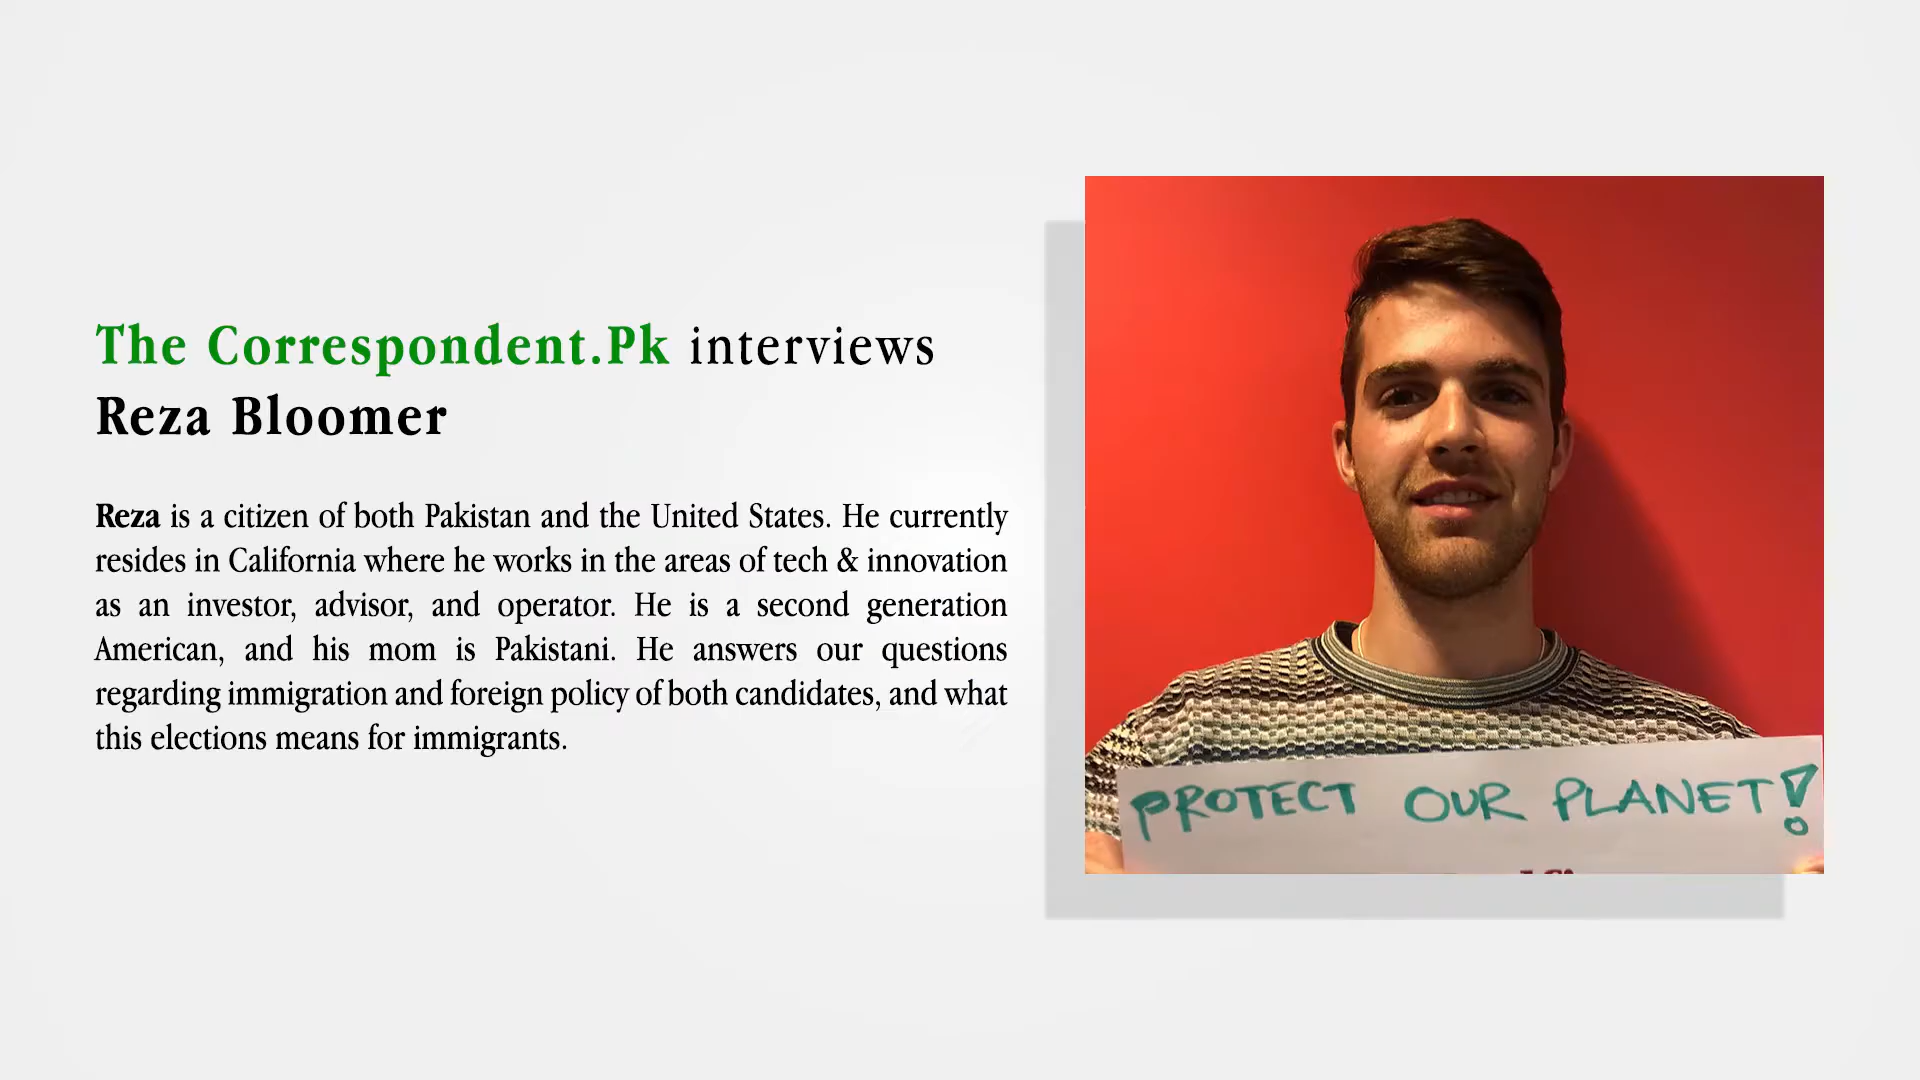 The Correspondent.Pk interviews
Reza Bloomer
Reza is a citizen of both Pakistan and the United States. He currently
resides in California where he works in the areas of tech & innovation
as an investor, advisor, and operator. He is a second generation
American, and his mom is Pakistani. He answers our questions
regarding immigration and foreign policy of both candidates, and what
this elections means for immigrants.
PROTECT OUR PLANET!